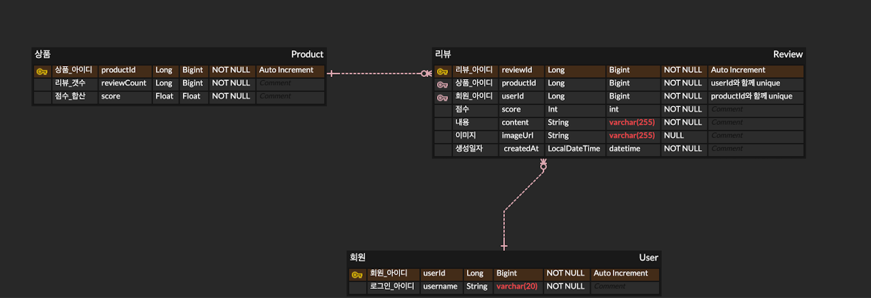 상품 Product
상품_아이디 productId Long Bigint NOT NULL Auto Increment
리뷰_갯수 reviewCount Long Bigint NOT NULL Comment
점수_합산 score Float Float NOT NULL Comment
리뷰 Review
리뷰_아이디 reviewId Long Bigint NOT NULL Auto Increment
상품_아이디 productId Long Bigint NOT NULL userId와 함께 unique
회원_아이디 userId Long Bigint NOT NULL productId와 함께 unique
점수 score Int int NOT NULL Comment
내용 content String varchar(255) NOT NULL Comment
이미지 imageUrl String varchar(255) NULL Comment
생성일자 createdAt LocalDateTime datetime NOT NULL Comment
회원 User
회원_아이디 userId Long Bigint NOT NULL Auto Increment
로그인_아이디 username String varchar(20) NOT NULL Comment